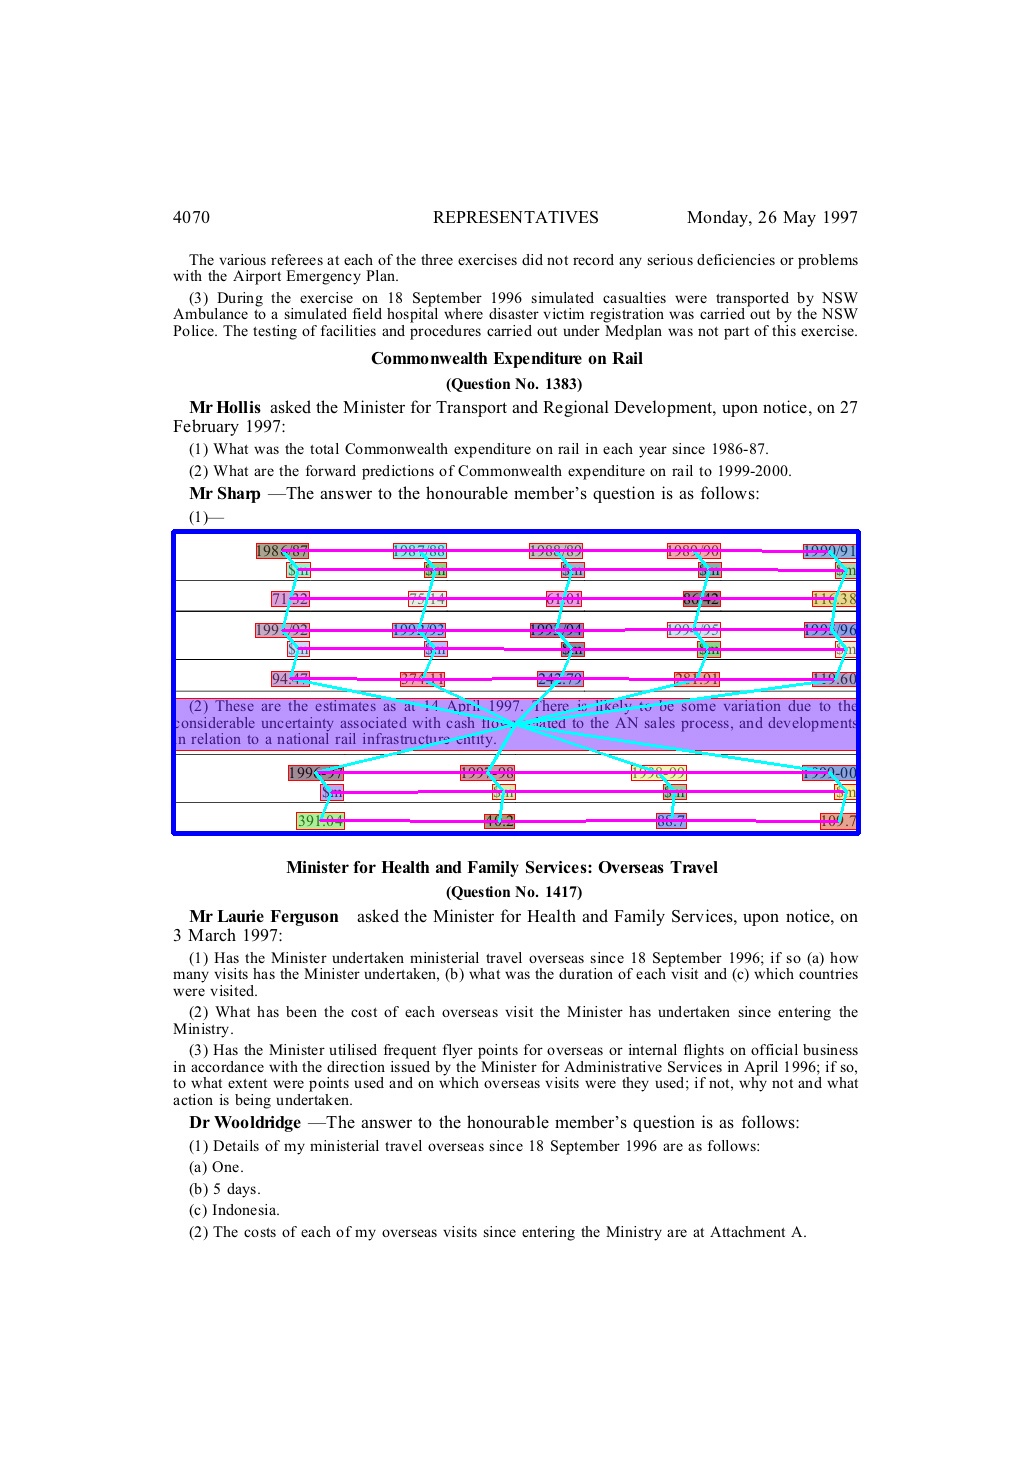 4070 REPRESENTATIVES Monday, 26 May 1997
The various referees at each of the three exercises did not record any serious deficiencies or problems
with the Airport Emergency Plan.
(3) During the exercise on 18 September 1996 simulated casualties were transported by NSW
Ambulance to a simulated field hospital where disaster victim registration was carried out by the NSW
Police. The testing of facilities and procedures carried out under Medplan was not part of this exercise.
Commonwealth Expenditure on Rail
(Question No. 1383)
Mr Hollis asked the Minister for Transport and Regional Development, upon notice, on 27
February 1997:
(1) What was the total Commonwealth expenditure on rail in each year since 1986-87.
(2) What are the forward predictions of Commonwealth expenditure on rail to 1999-2000.
Mr Sharp —The answer to the honourable member's question is as follows:
(1)—
1986/87 1987/88 1988/89 1989/90 1990/91
$m $m $m $m $m
71.32 75.14 61.01 86.42 116.38
1991/92 1992/93 1993/94 1994/95 1995/96
$m $m $m $m $m
94.47 374.11 243.79 281.91 119.60
(2) These are the estimates as at 14 April 1997. There is likely to be some variation due to the
considerable uncertainty associated with cash flows related to the AN sales process, and developments
in relation to a national rail infrastructure entity.
1996-97 1997-98 1998-99 1999-00
$m $m $m $m
391.04 88.7 109.7
Minister for Health and Family Services: Overseas Travel
(Question No. 1417)
Mr Laurie Ferguson asked the Minister for Health and Family Services, upon notice, on
3 March 1997:
(1) Has the Minister undertaken ministerial travel overseas since 18 September 1996; if so (a) how
many visits has the Minister undertaken, (b) what was the duration of each visit and (c) which countries
were visited.
(2) What has been the cost of each overseas visit the Minister has undertaken since entering the
Ministry.
(3) Has the Minister utilised frequent flyer points for overseas or internal flights on official business
in accordance with the direction issued by the Minister for Administrative Services in April 1996; if so,
to what extent were points used and on which overseas visits were they used; if not, why not and what
action is being undertaken.
Dr Wooldridge —The answer to the honourable member's question is as follows:
(1) Details of my ministerial travel overseas since 18 September 1996 are as follows:
(a) One.
(b) 5 days.
(c) Indonesia.
(2) The costs of each of my overseas visits since entering the Ministry are at Attachment A.